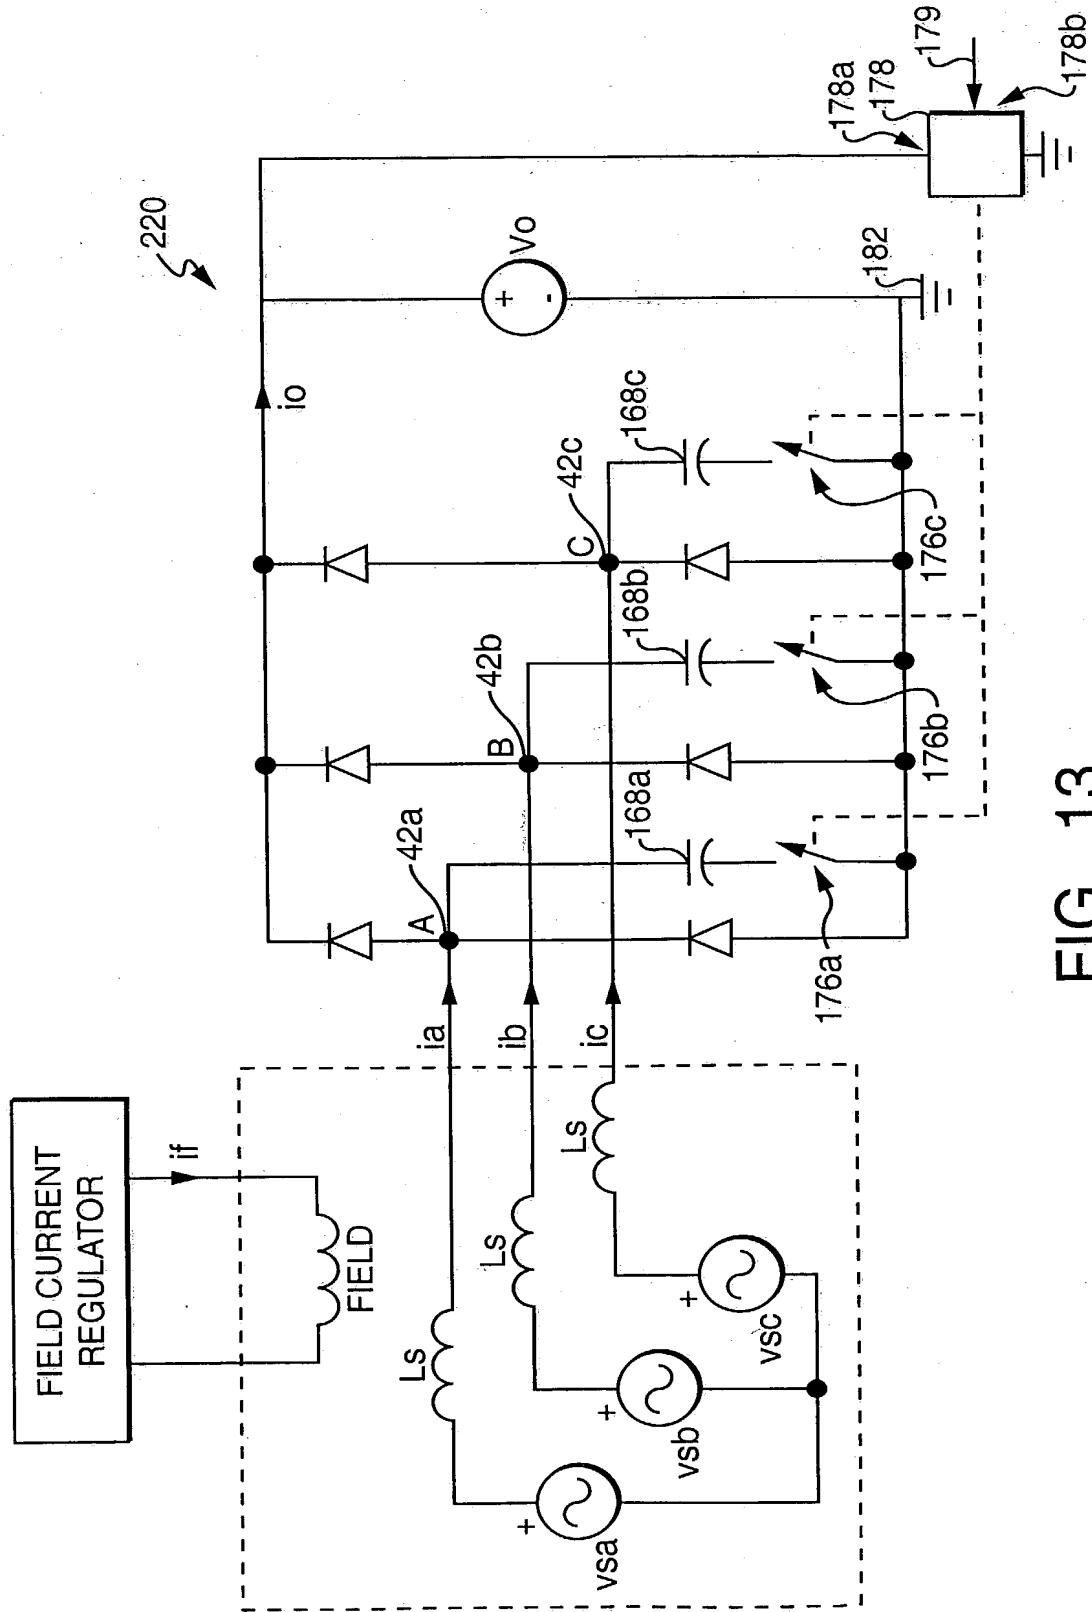 FIELD CURRENT
REGULATOR
if
FIELD
Ls
Ls
Ls
+
vsa
+
vsb
+
vsc
ia
ib
ic
A
42a
B
42b
C
42c
168a
168b
168c
176a
176b
176c
io
220
+
-
Vo
182
178a
178
179
178b
FIG. 13